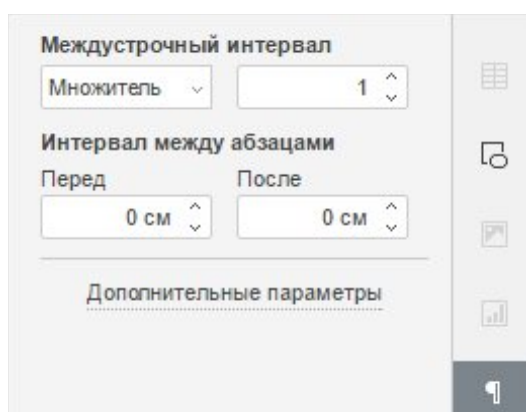 Междустрочный интервал
Множитель 1
Интервал между абзацами
Перед После
0 см 0 см
Дополнительные параметры
¶